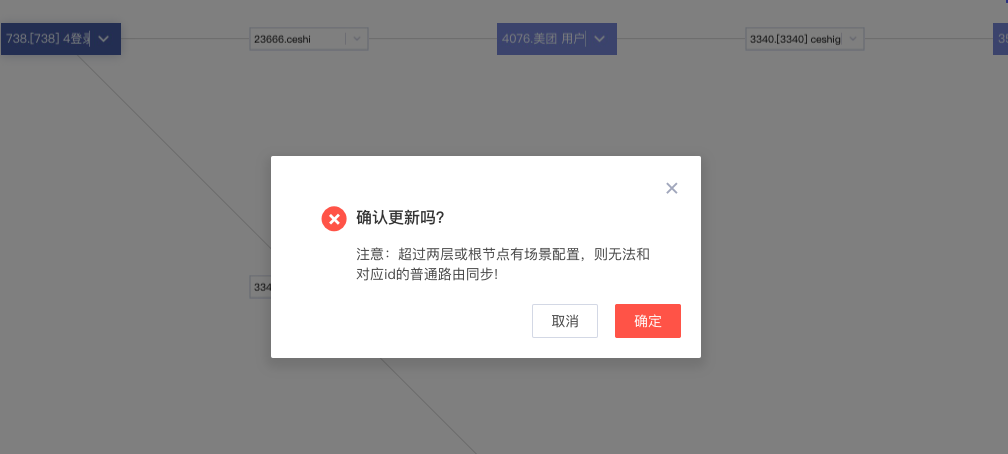 738.[738] 4登录
23666.ceshi
4076.美团 用户
3340.[3340] ceshig
确认更新吗?
注意：超过两层或根节点有场景配置，则无法和
对应id的普通路由同步!
334
取消
确定